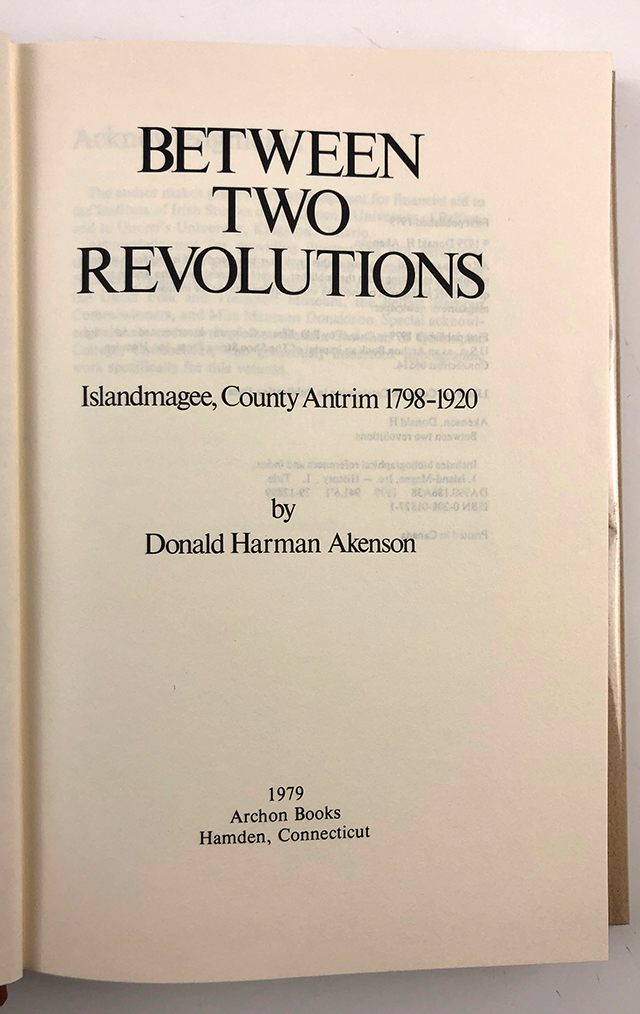 BETWEEN
TWO
REVOLUTIONS
Islandmagee, County Antrim 1798–1920
by
Donald Harman Akenson
1979
Archon Books
Hamden, Connecticut